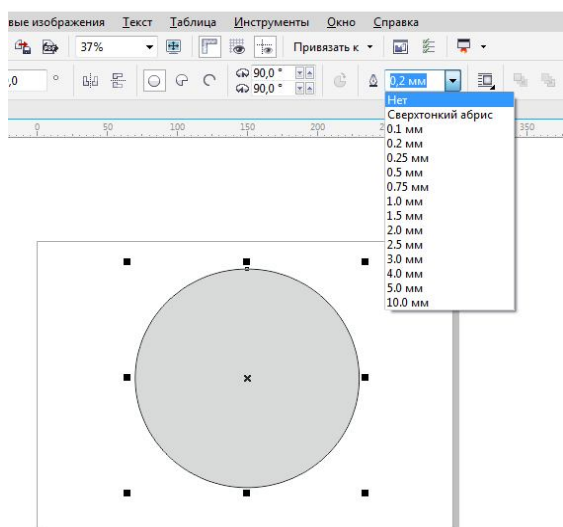 вые изображения Текст Таблица Инструменты Окно Справка
37% Привязать к
,0 ° 90,0 ° 0,2 мм
90,0 °
Нет
Сверхтонкий абрис
0 50 100 150 200 2 350
0.1 мм
0.2 мм
0.25 мм
0.5 мм
0.75 мм
1.0 мм
1.5 мм
2.0 мм
2.5 мм
3.0 мм
4.0 мм
5.0 мм
10.0 мм